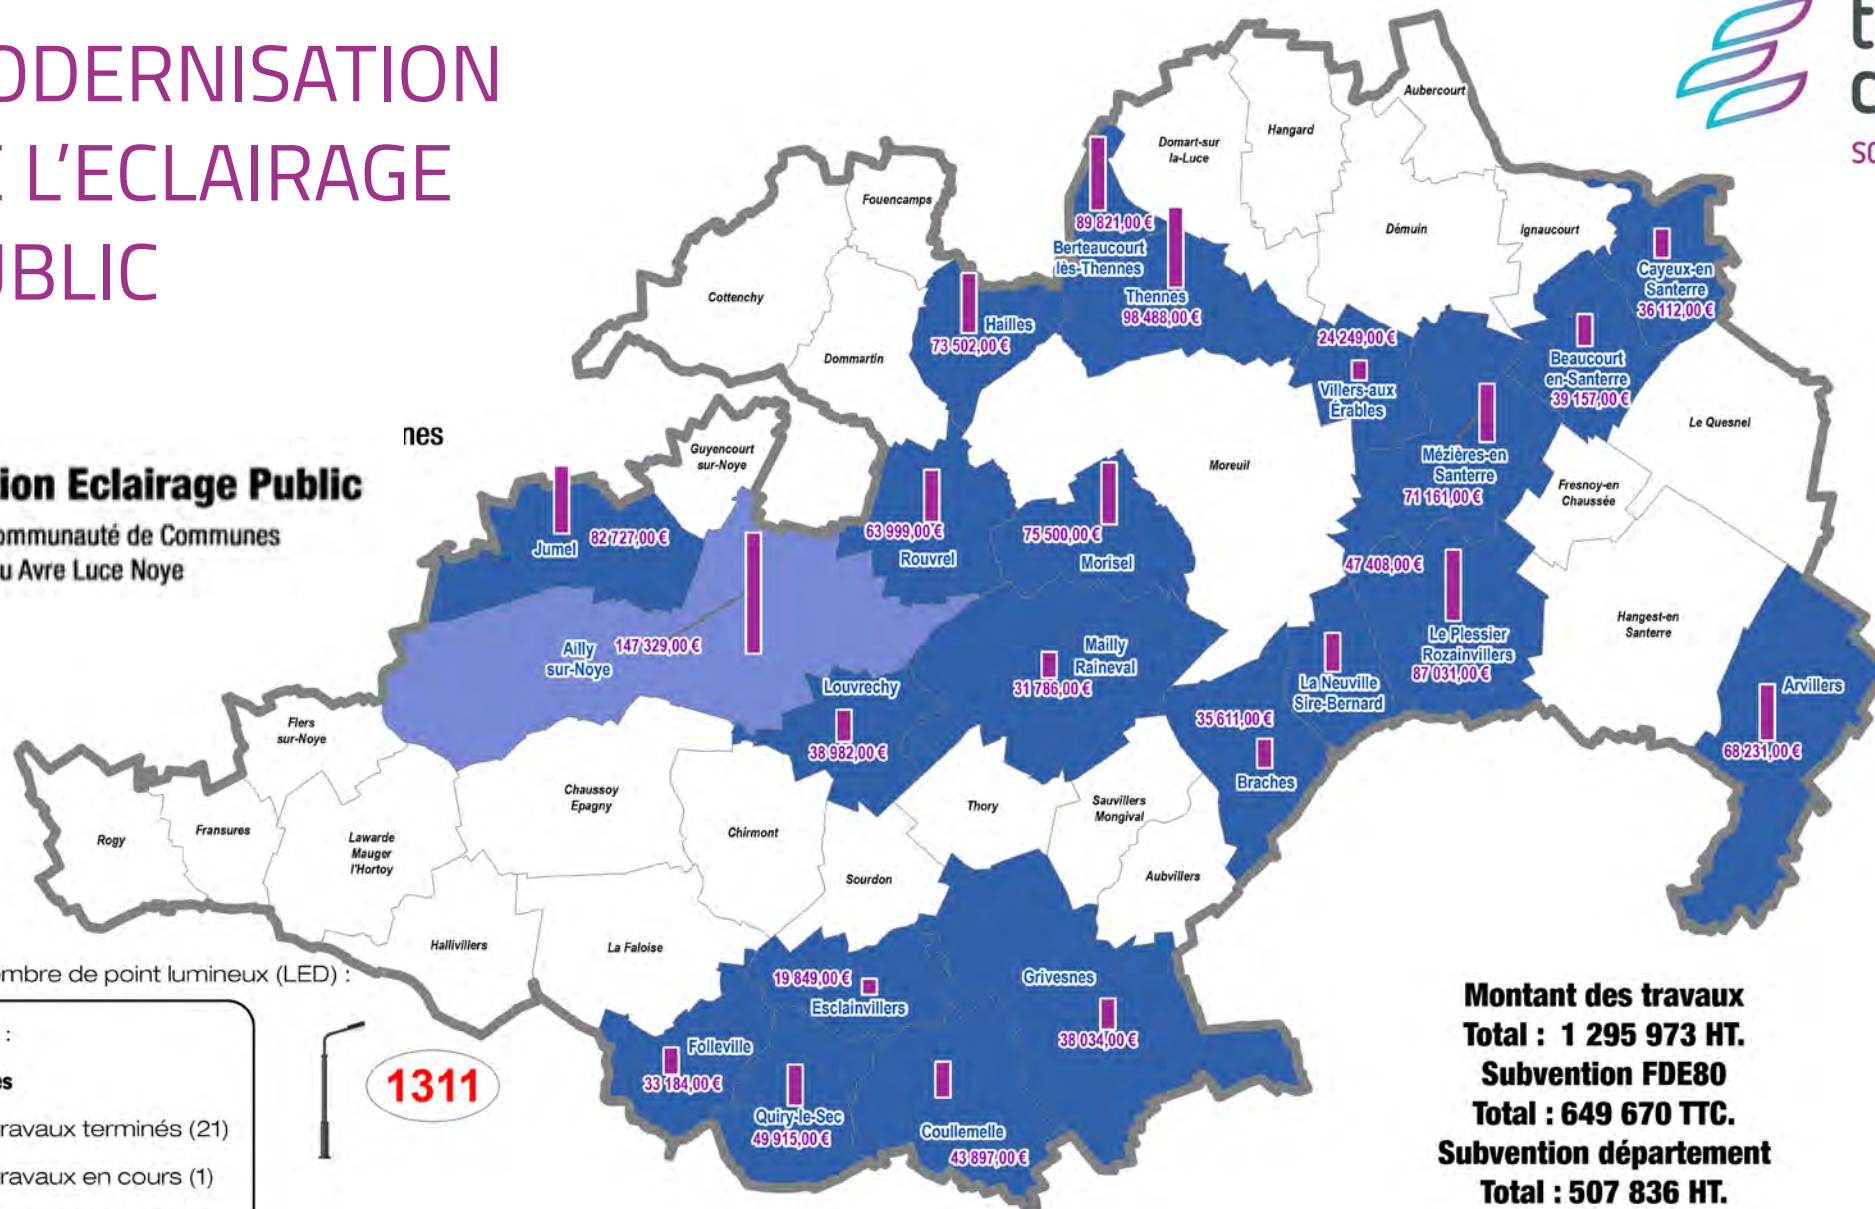 ODERNISATION
E L'ECLAIRAGE
UBLIC
t
c
so
nes
ion Eclairage Public
ommunauté de Communes
u Avre Luce Noye
Aubercourt
Hangard
Domart-sur
la-Luce
Fouencamps
Démuin
Ignaucourt
89 821,00 €
Berteaucourt
lès-Thennes
Thennes
98 488,00 €
Cayeux-en
Santerre
36 112,00 €
Cottenchy
Hailles
73 502,00 €
Dommartin
24 249,00 €
Villers-aux
Érables
Beaucourt
en-Santerre
39 157,00 €
Le Quesnel
Guyencourt
sur-Noye
Moreuil
Mézières-en
Santerre
71 161,00 €
Fresnoy-en
Chaussée
Jumel
82 727,00 €
63 999,00 €
Rouvrel
75 500,00 €
Morisel
47 408,00 €
Hangest-en
Santerre
Ailly
sur-Noye
147 329,00 €
Mailly
Raineval
31 786,00 €
Le Plessier
Rozainvillers
87 031,00 €
La Neuville
Sire-Bernard
Louvrechy
38 982,00 €
Arvillers
68 231,00 €
35 611,00 €
Braches
Flers
sur-Noye
Chaussoy
Epagny
Thory
Sauvillers
Mongival
Rogy
Fransures
Lawarde
Mauger
l'Hortoy
Chirmont
Sourdon
Aubvillers
Hallivillers
La Faloise
19 849,00 €
Esclainvillers
Grivesnes
38 034,00 €
Folleville
33 184,00 €
Quiry-le-Sec
49 915,00 €
Coullemelle
43 897,00 €
mbre de point lumineux (LED) :
:
es
ravaux terminés (21)
ravaux en cours (1)
1311
Montant des travaux
Total : 1 295 973 HT.
Subvention FDE80
Total : 649 670 TTC.
Subvention département
Total : 507 836 HT.